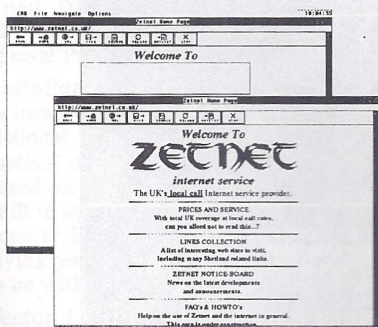 CAB File Navigate Options 18:04:55
Zetnet Home Page
http://www.zetnet.co.uk/
Welcome To
Zetnet Home Page
http://www.zetnet.co.uk/
Welcome To
ZETNET
internet service
The UK's local call Internet service provider.
PRICES AND SERVICE
With total UK coverage at local call rates,
can you afford not to read this...?
LINKS COLLECTION
A list of interesting web sites to visit,
Including many Shetland related links.
ZETNET NOTICE-BOARD
News on the latest developments
and announcements.
FAQ's & HOWTO's
Help on the use of Zetnet and the internet in general.
This area is under construction.